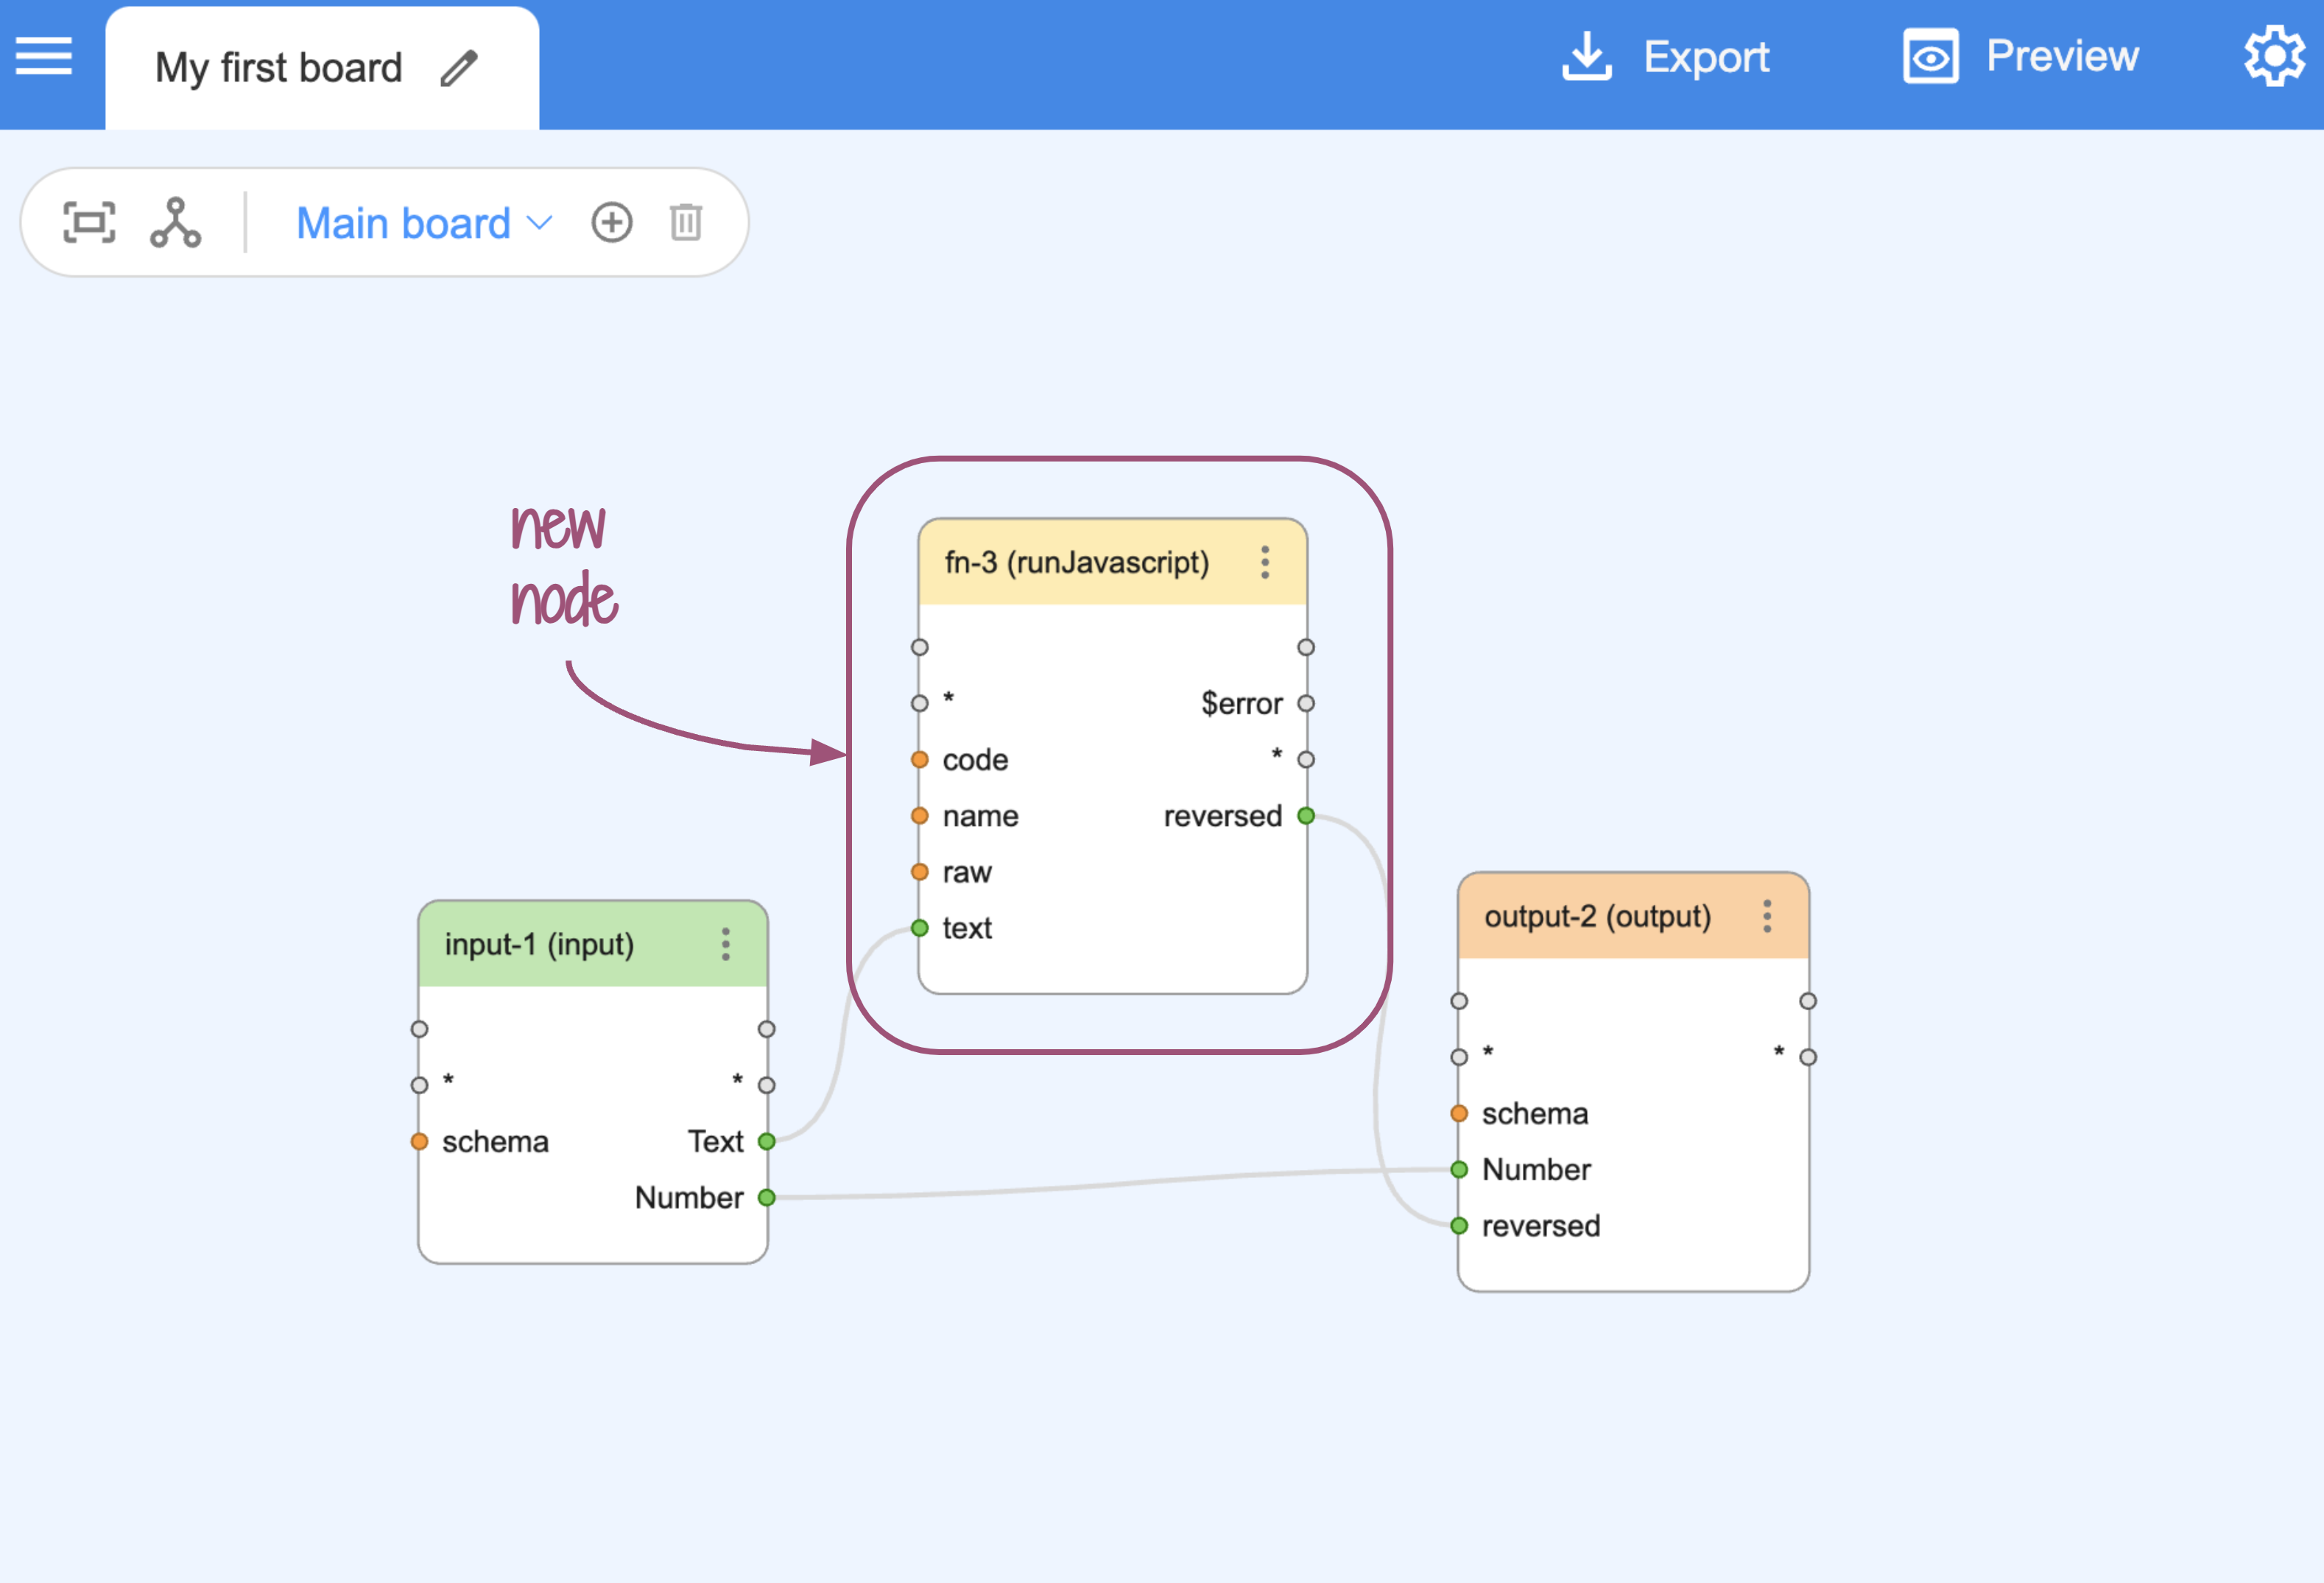 My first board
Export
Preview
Main board
new
node
fn-3 (runJavascript)
* $error
code *
name reversed
raw
text
input-1 (input)
* *
schema Text
Number
output-2 (output)
* *
schema
Number
reversed